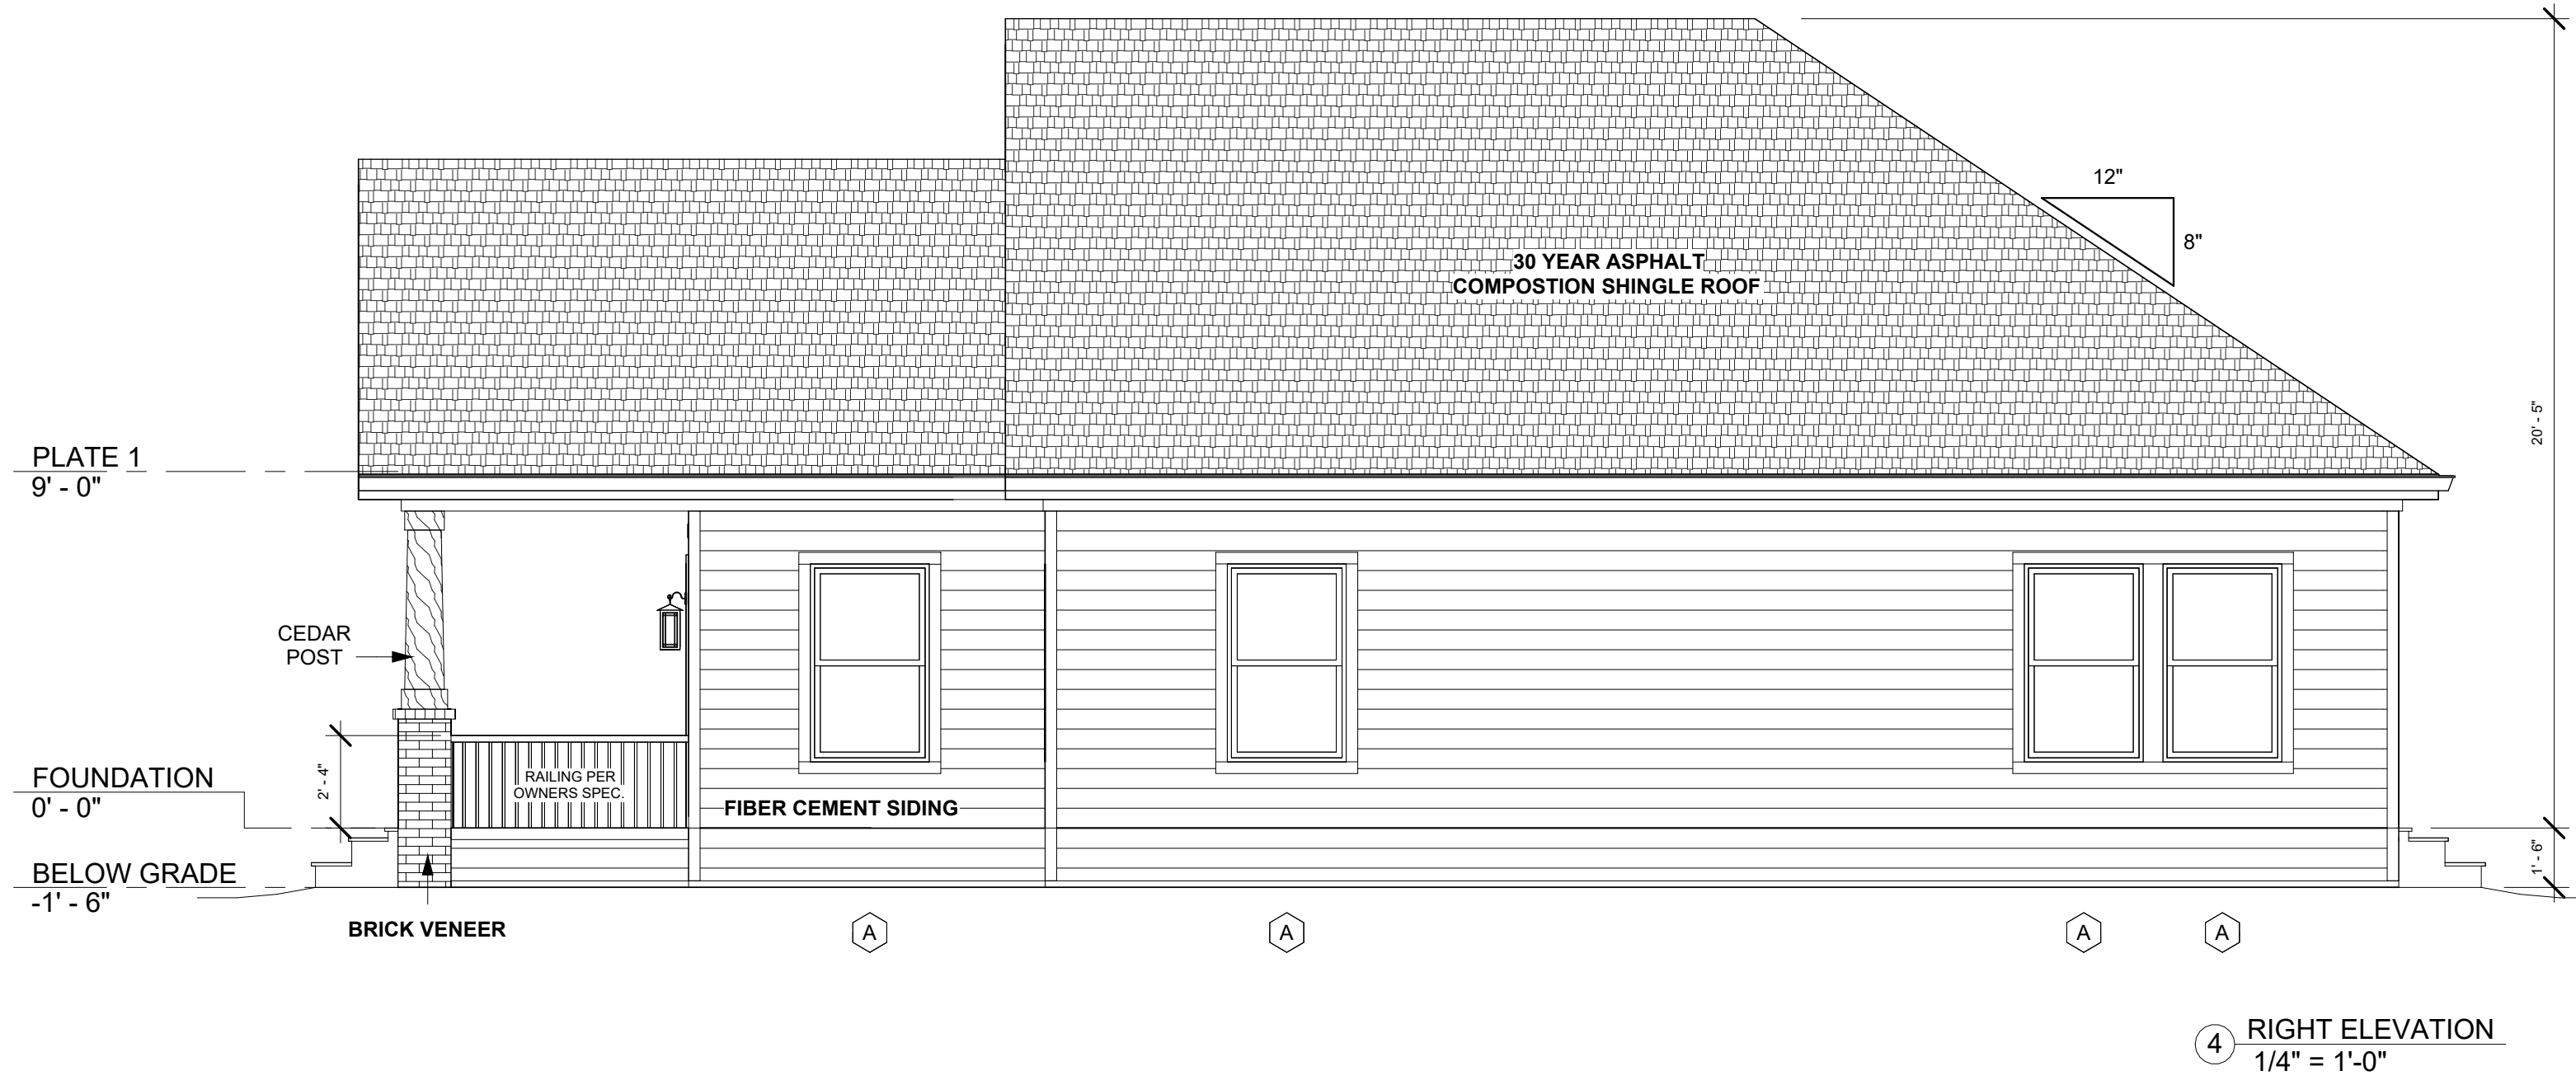 12"
8"
30 YEAR ASPHALT
COMPOSTION SHINGLE ROOF
20' - 5"
PLATE 1
9' - 0"
CEDAR
POST
FOUNDATION
0' - 0"
2' - 4"
RAILING PER
OWNERS SPEC.
FIBER CEMENT SIDING
BELOW GRADE
-1' - 6"
1' - 6"
BRICK VENEER
A
A
A
A
4
RIGHT ELEVATION
1/4" = 1'-0"